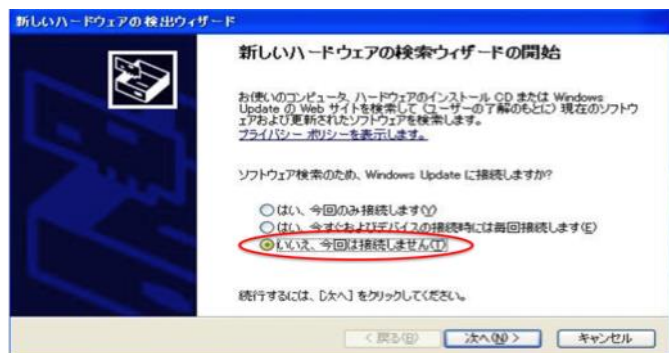 新しいハードウェアの検出ウィザード
新しいハードウェアの検索ウィザードの開始
お使いのコンピュータ、ハードウェアのインストール CD または Windows
Update の Web サイトを検索して （ユーザーの了解のもとに） 現在のソフトウ
ェアおよび更新されたソフトウェアを検索します。
プライバシー ポリシーを表示します。
ソフトウェア検索のため、Windows Update に接続しますか?
はい、今回のみ接続します(Y)
はい、今すぐおよびデバイスの接続時には毎回接続します(E)
いいえ、今回は接続しません(T)
続行するには、[次へ] をクリックしてください。
< 戻る(B) 次へ(N) > キャンセル